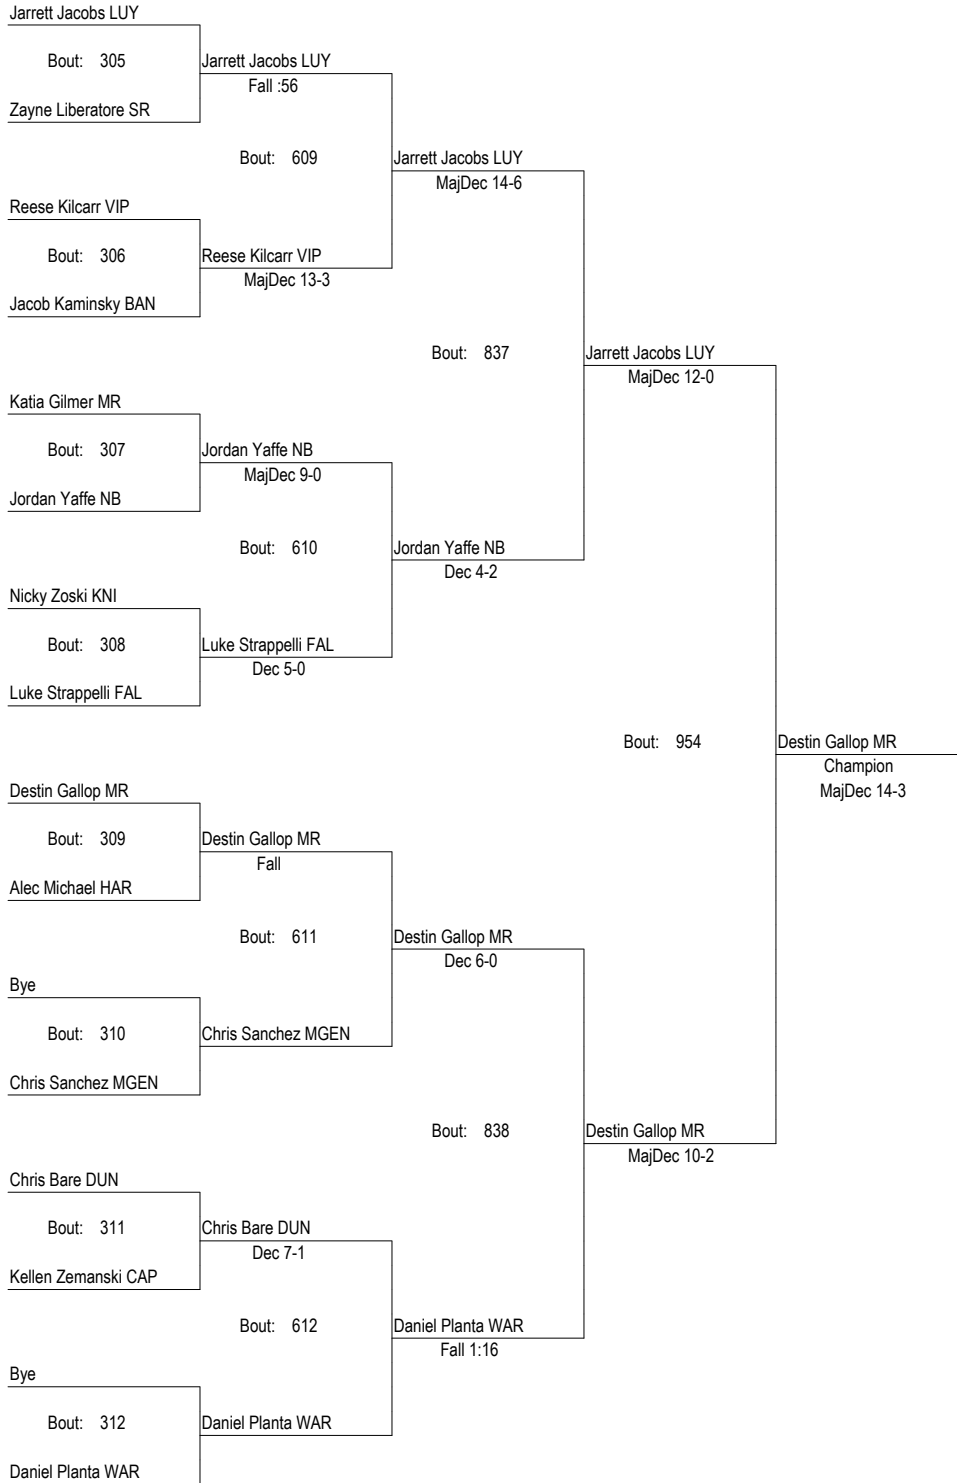 Jarrett Jacobs LUY
Bout: 305
Jarrett Jacobs LUY
Fall :56
Zayne Liberatore SR
Bout: 609
Jarrett Jacobs LUY
MajDec 14-6
Reese Kilcarr VIP
Bout: 306
Reese Kilcarr VIP
MajDec 13-3
Jacob Kaminsky BAN
Bout: 837
Jarrett Jacobs LUY
MajDec 12-0
Katia Gilmer MR
Bout: 307
Jordan Yaffe NB
MajDec 9-0
Jordan Yaffe NB
Bout: 610
Jordan Yaffe NB
Dec 4-2
Nicky Zoski KNI
Bout: 308
Luke Strappelli FAL
Dec 5-0
Luke Strappelli FAL
Bout: 954
Destin Gallop MR
Champion
MajDec 14-3
Destin Gallop MR
Bout: 309
Destin Gallop MR
Fall
Alec Michael HAR
Bout: 611
Destin Gallop MR
Dec 6-0
Bye
Bout: 310
Chris Sanchez MGEN
Chris Sanchez MGEN
Bout: 838
Destin Gallop MR
MajDec 10-2
Chris Bare DUN
Bout: 311
Chris Bare DUN
Dec 7-1
Kellen Zemanski CAP
Bout: 612
Daniel Planta WAR
Fall 1:16
Bye
Bout: 312
Daniel Planta WAR
Daniel Planta WAR